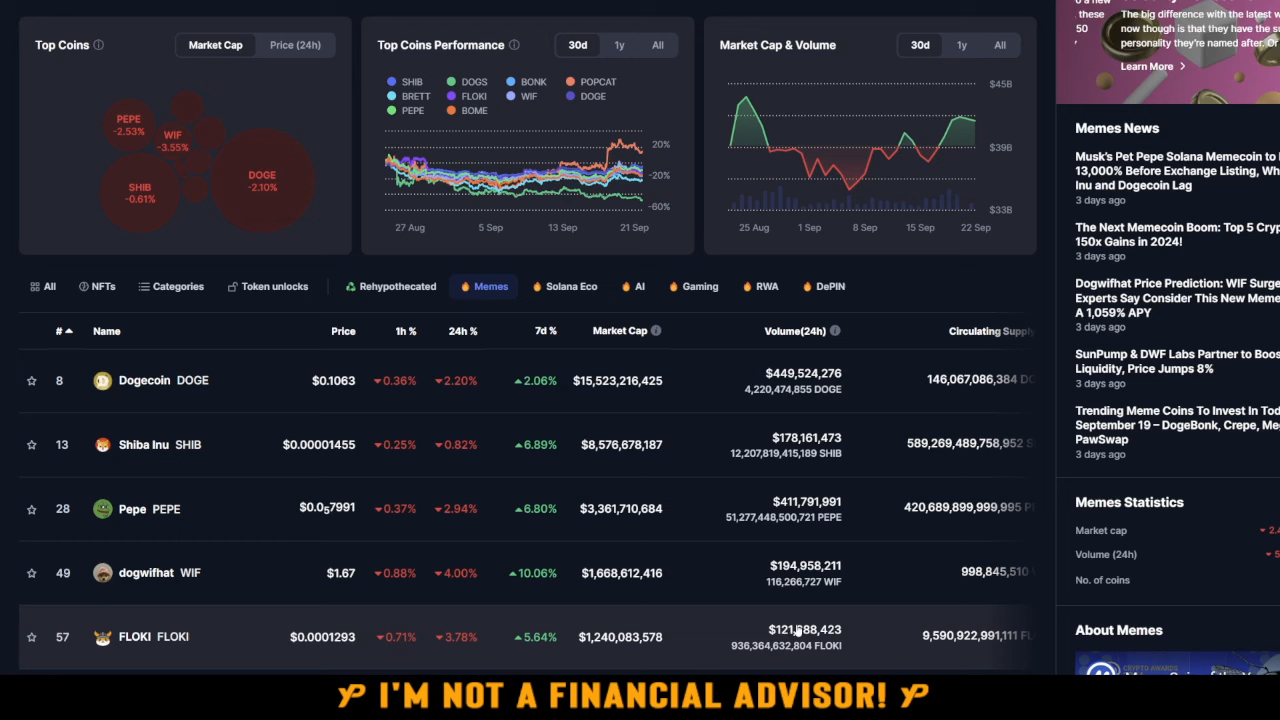 Top Coins
Market Cap Price (24h)
PEPE
-2.53%
WIF
-3.55%
DOGE
-2.10%
SHIB
-0.61%
Top Coins Performance
30d 1y All
SHIB DOGS BONK POPCAT
BRETT FLOKI WIF DOGE
PEPE BOME
20%
-20%
-60%
27 Aug 5 Sep 13 Sep 21 Sep
Market Cap & Volume
30d 1y All
$45B
$39B
$33B
25 Aug 1 Sep 8 Sep 15 Sep 22 Sep
these The big difference with the latest
50 now though is that they have the su
personality they're named after. Or
Learn More
All NFTs Categories Token unlocks Rehypothecated Memes Solana Eco AI Gaming RWA DePIN
# Name Price 1h % 24h % 7d % Market Cap Volume(24h) Circulating Supply
8 Dogecoin DOGE $0.1063 0.36% 2.20% 2.06% $15,523,216,425 $449,524,276 146,067,086,384
4,220,474,855 DOGE
13 Shiba Inu SHIB $0.00001455 0.25% 0.82% 6.89% $8,576,678,187 $178,161,473 589,269,489,758,952
12,207,819,415,189 SHIB
28 Pepe PEPE $0.0₅7991 0.37% 2.94% 6.80% $3,361,710,684 $411,791,991 420,689,899,999,995
51,277,448,500,721 PEPE
49 dogwifhat WIF $1.67 0.88% 4.00% 10.06% $1,668,612,416 $194,958,211 998,845,510
116,266,727 WIF
57 FLOKI FLOKI $0.0001293 0.71% 3.78% 5.64% $1,240,083,578 9,590,922,991,111
936,364,632,804 FLOKI
Memes News
Musk's Pet Pepe Solana Memecoin to
13,000% Before Exchange Listing, Wh
Inu and Dogecoin Lag
3 days ago
The Next Memecoin Boom: Top 5 Cryp
150x Gains in 2024!
3 days ago
Dogwifhat Price Prediction: WIF Surge
Experts Say Consider This New Meme
A 1,059% APY
3 days ago
SunPump & DWF Labs Partner to Boos
Liquidity, Price Jumps 8%
3 days ago
Trending Meme Coins To Invest In Tod
September 19 – DogeBonk, Crepe, Me
PawSwap
3 days ago
Memes Statistics
Market cap
Volume (24h)
No. of coins
About Memes
CRYPTO AWARDS
I'M NOT A FINANCIAL ADVISOR!